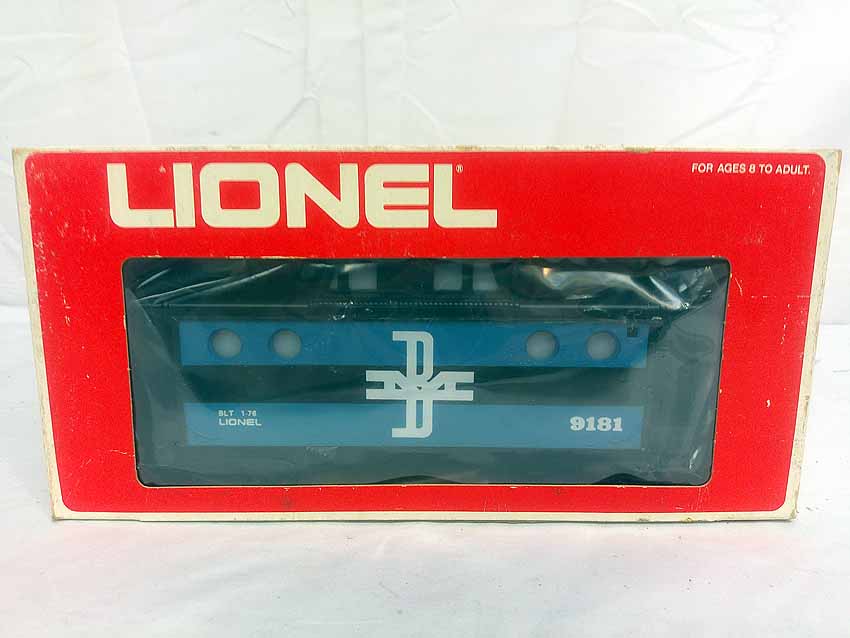 LIONEL®
FOR AGES 8 TO ADULT.
BLT 1-76
LIONEL
9181